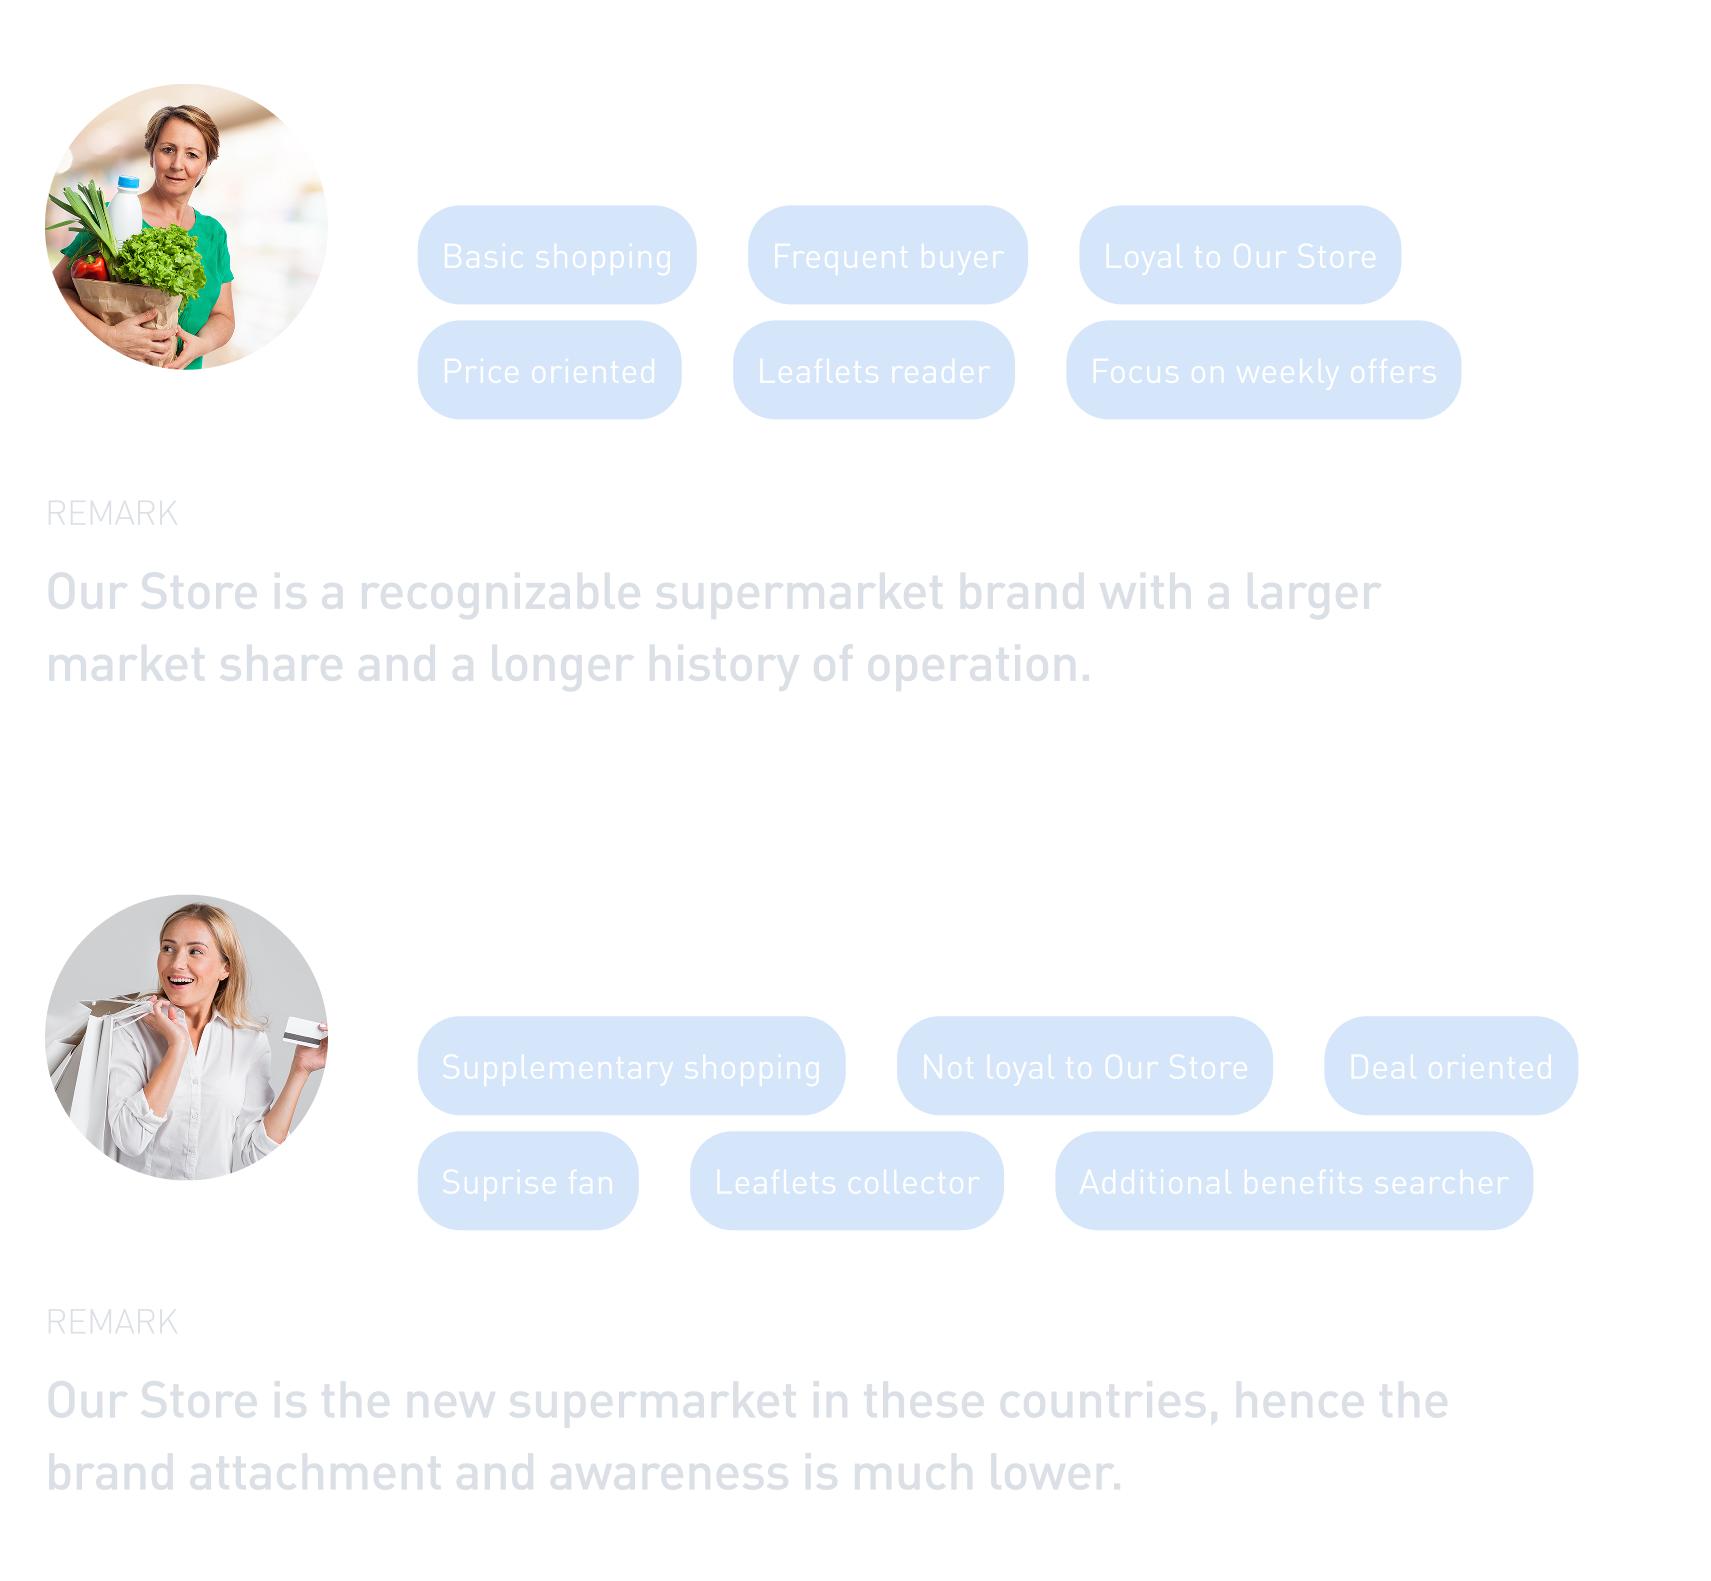 Basic shopping
Frequent buyer
Loyal to Our Store
Price oriented
Leaflets reader
Focus on weekly offers
REMARK
Our Store is a recognizable supermarket brand with a larger
market share and a longer history of operation.
Supplementary shopping
Not loyal to Our Store
Deal oriented
Suprise fan
Leaflets collector
Additional benefits searcher
REMARK
Our Store is the new supermarket in these countries, hence the
brand attachment and awareness is much lower.